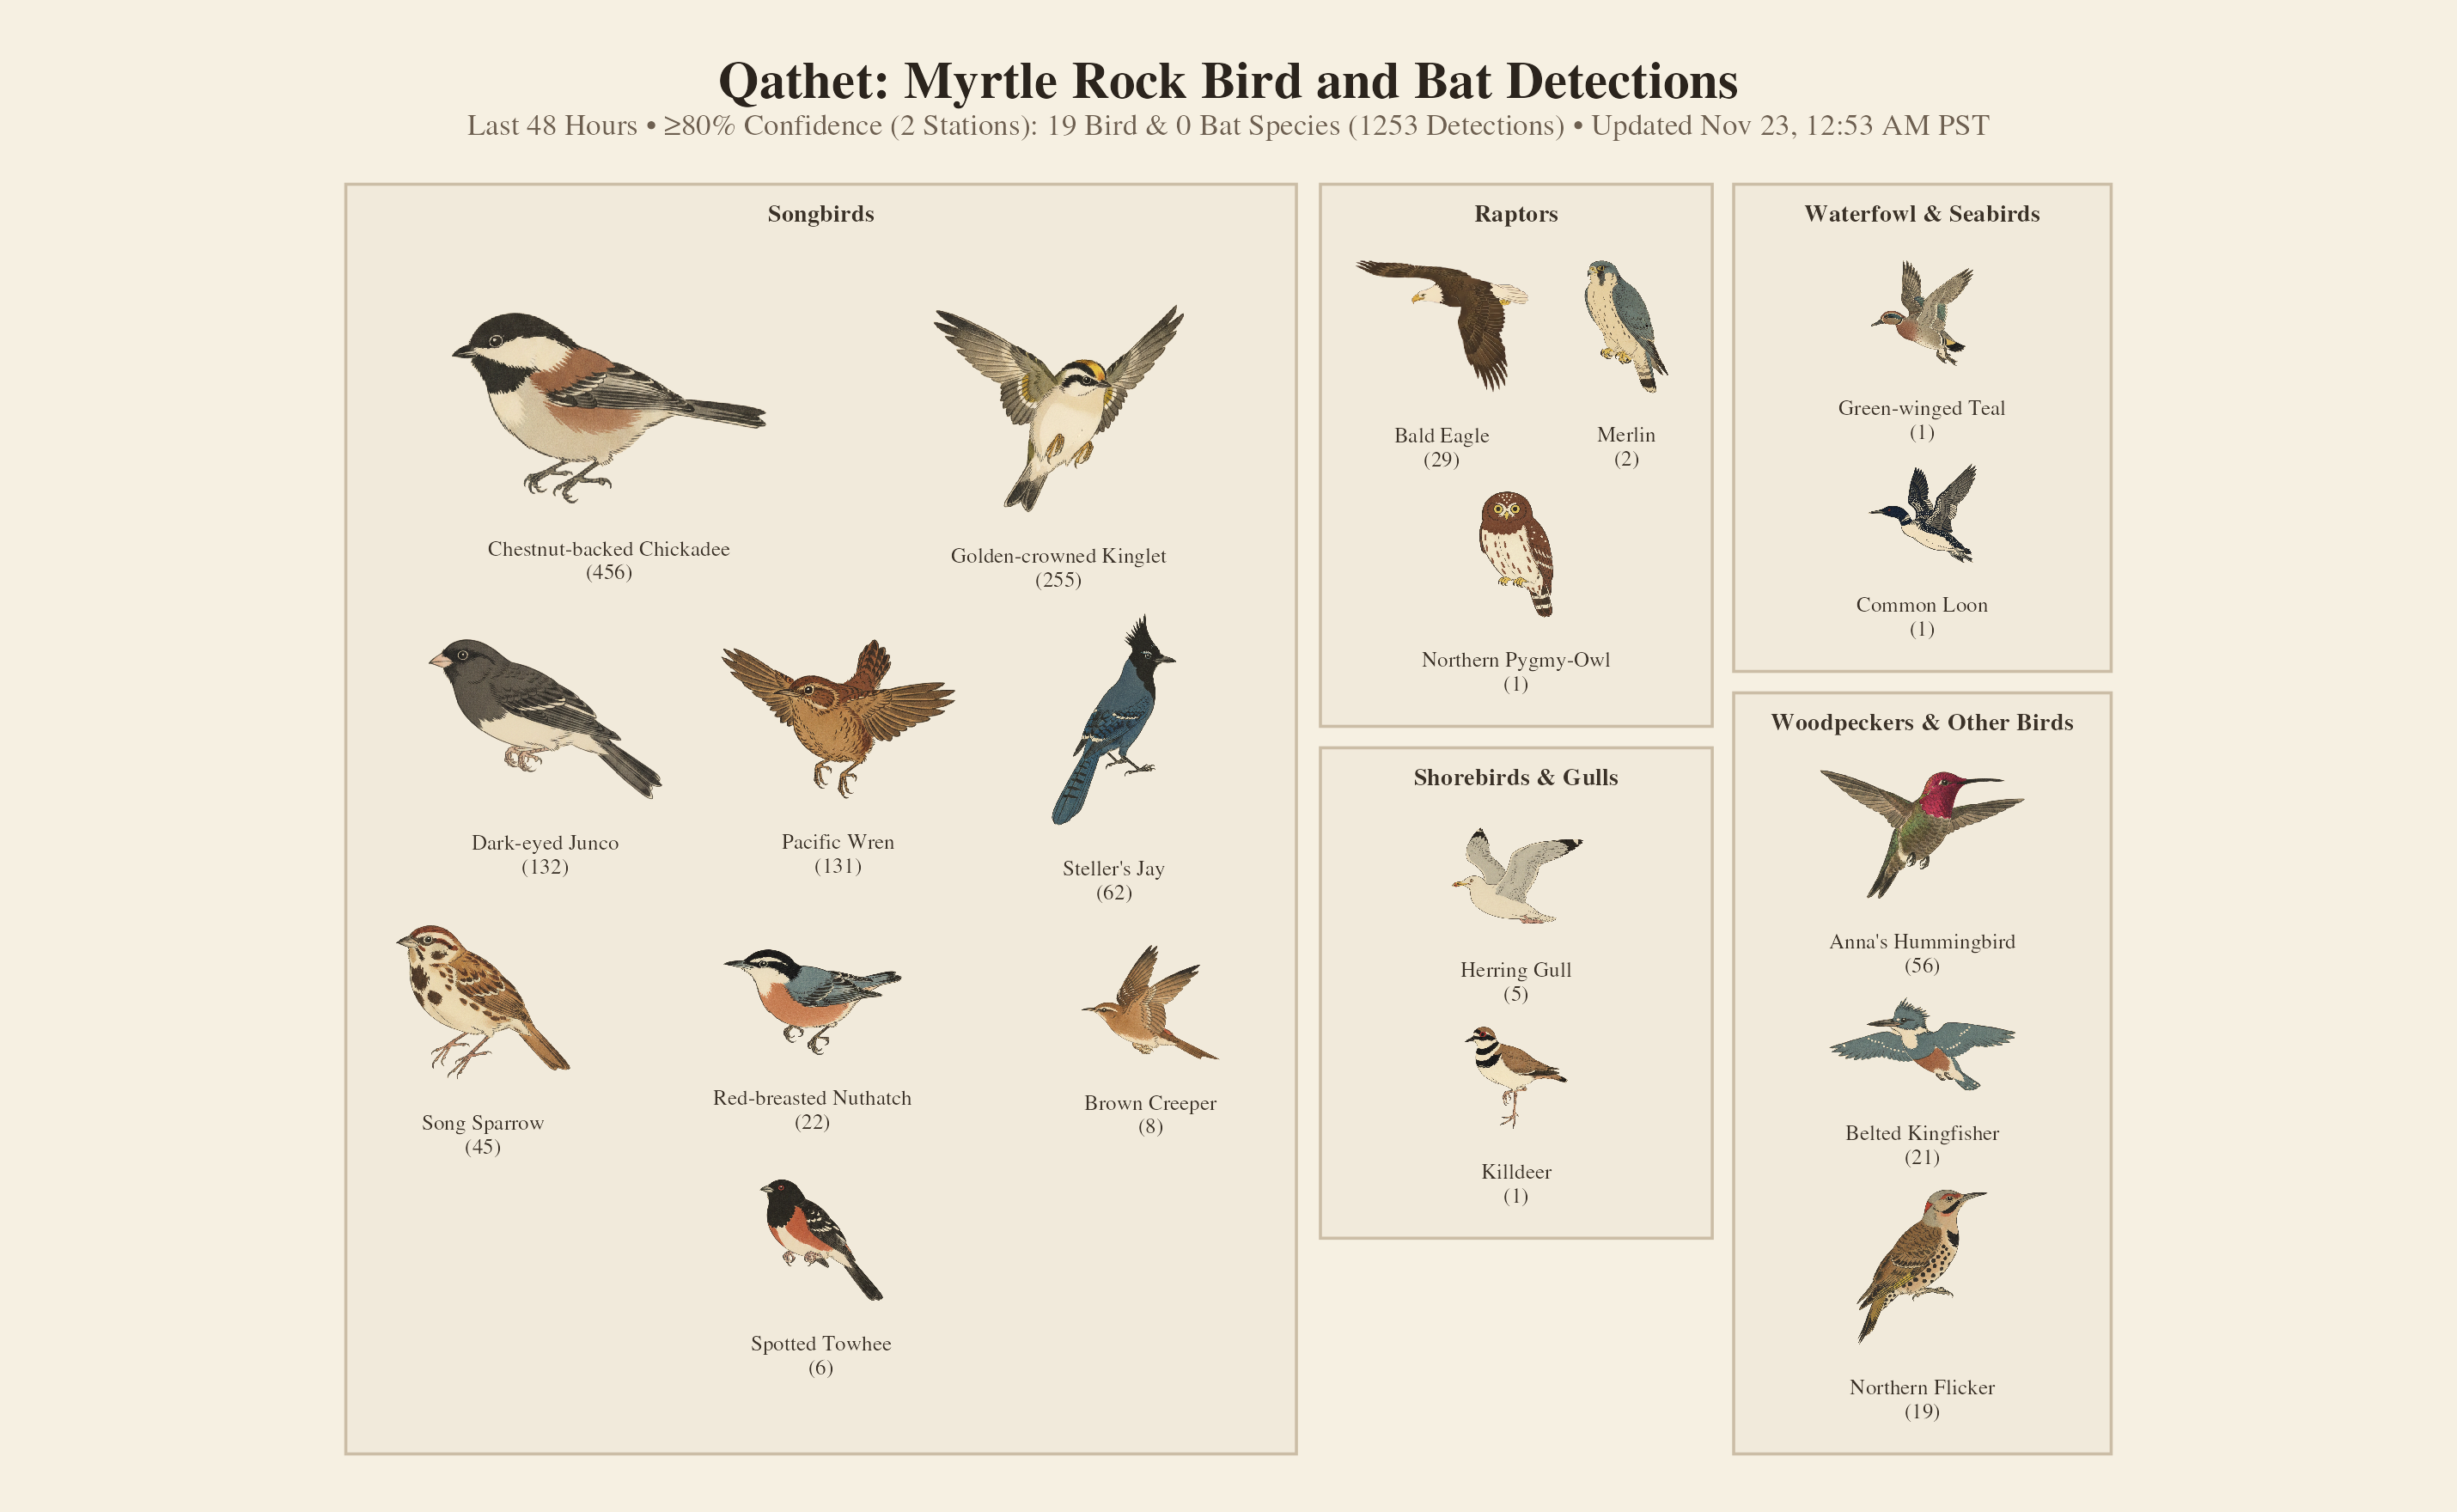 Qathet: Myrtle Rock Bird and Bat Detections
Last 48 Hours • ≥80% Confidence (2 Stations): 19 Bird & 0 Bat Species (1253 Detections) • Updated Nov 23, 12:53 AM PST
Songbirds
Chestnut-backed Chickadee
(456)
Golden-crowned Kinglet
(255)
Dark-eyed Junco
(132)
Pacific Wren
(131)
Steller's Jay
(62)
Song Sparrow
(45)
Red-breasted Nuthatch
(22)
Brown Creeper
(8)
Spotted Towhee
(6)
Raptors
Bald Eagle
(29)
Merlin
(2)
Northern Pygmy-Owl
(1)
Shorebirds & Gulls
Herring Gull
(5)
Killdeer
(1)
Waterfowl & Seabirds
Green-winged Teal
(1)
Common Loon
(1)
Woodpeckers & Other Birds
Anna's Hummingbird
(56)
Belted Kingfisher
(21)
Northern Flicker
(19)